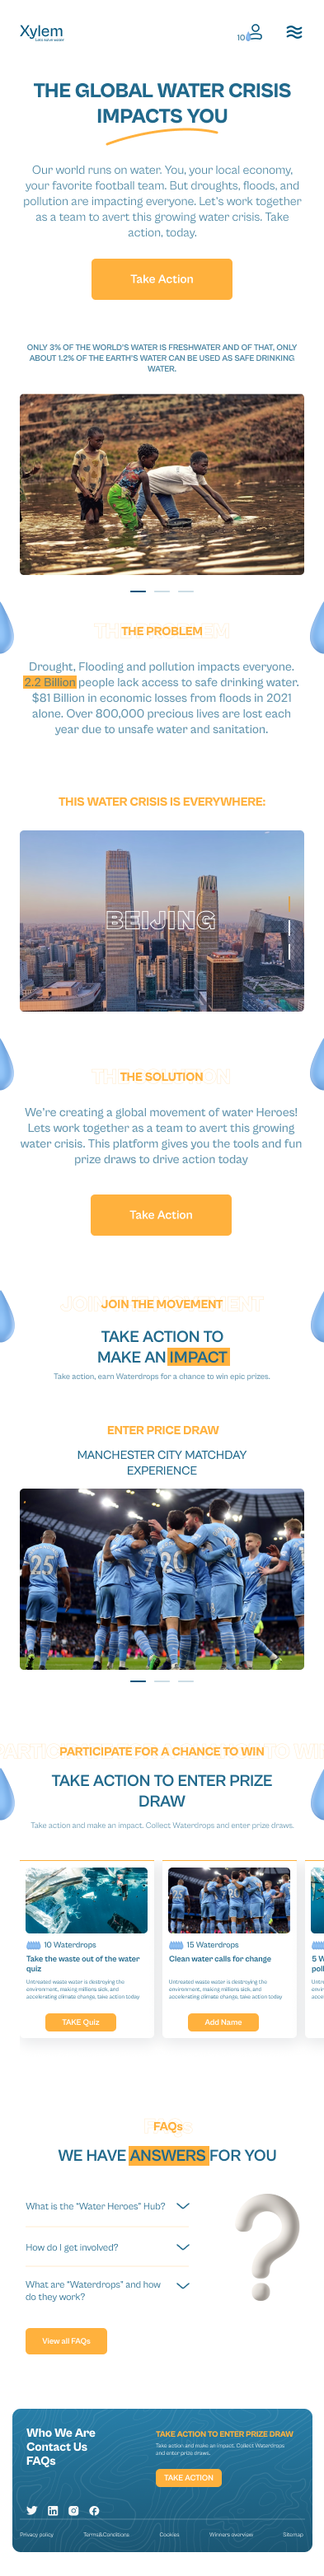 Xylem
10
THE GLOBAL WATER CRISIS
IMPACTS YOU
Our world runs on water. You, your local economy,
your favorite football team. But droughts, floods, and
pollution are impacting everyone. Let's work together
as a team to avert this growing water crisis. Take
action, today.
Take Action
ONLY 3% OF THE WORLD'S WATER IS FRESHWATER AND OF THAT, ONLY
ABOUT 1.2% OF THE EARTH'S WATER CAN BE USED AS SAFE DRINKING
WATER.
THE PROBLEM
Drought, Flooding and pollution impacts everyone.
2.2 Billion people lack access to safe drinking water.
$81 Billion in economic losses from floods in 2021
alone. Over 800,000 precious lives are lost each
year due to unsafe water and sanitation.
THIS WATER CRISIS IS EVERYWHERE:
BEIJING
THE SOLUTION
We're creating a global movement of water Heroes!
Lets work together as a team to avert this growing
water crisis. This platform gives you the tools and fun
prize draws to drive action today
Take Action
JOIN THE MOVEMENT
TAKE ACTION TO
MAKE AN IMPACT
Take action, earn Waterdrops for a chance to win epic prizes.
ENTER PRICE DRAW
MANCHESTER CITY MATCHDAY
EXPERIENCE
PARTICIPATE FOR A CHANCE TO WIN
TAKE ACTION TO ENTER PRIZE
DRAW
Take action and make an impact. Collect Waterdrops and enter prize draws.
10 Waterdrops
Take the waste out of the water
quiz
Untreated waste water is destroying the
environment, making millions sick, and
accelerating climate change. take action today
TAKE Quiz
15 Waterdrops
Clean water calls for change
Untreated waste water is destroying the
environment, making millions sick, and
accelerating climate change. take action today
Add Name
FAQs
WE HAVE ANSWERS FOR YOU
What is the "Water Heroes" Hub?
How do I get involved?
What are "Waterdrops" and how
do they work?
View all FAQs
Who We Are
Contact Us
FAQs
TAKE ACTION TO ENTER PRIZE DRAW
Take action and make an impact. Collect Waterdrops
and enter prize draws.
TAKE ACTION
Privacy policy
Terms&Conditions
Cookies
Winners overview
Sitemap